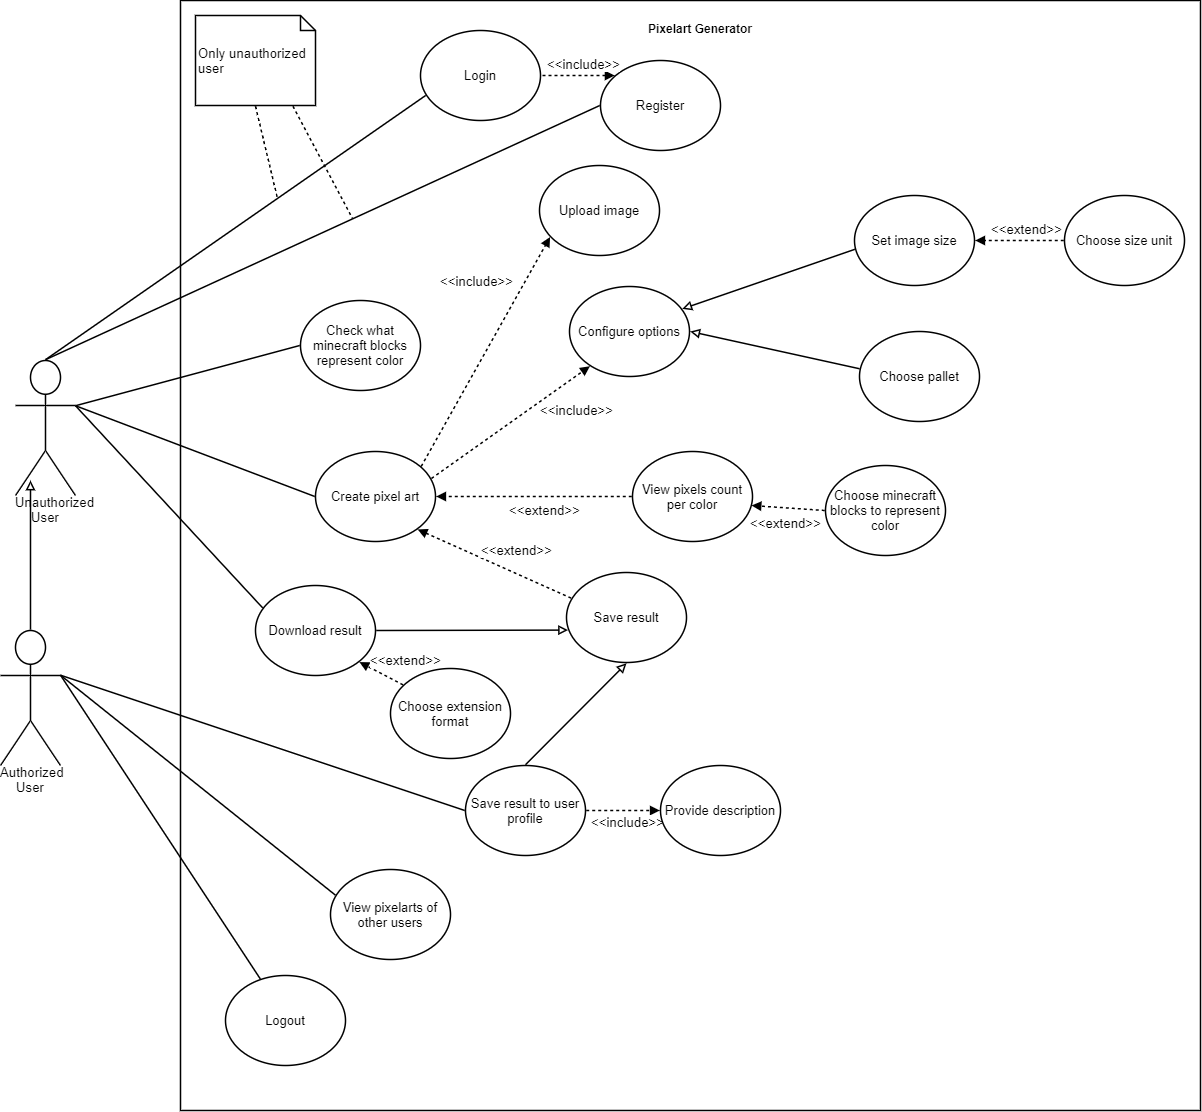 Pixelart Generator
Only unauthorized
user
Login
<<include>>
Register
Upload image
<<include>>
Set image size
<<extend>>
Choose size unit
Configure options
Check what
minecraft blocks
represent color
<<include>>
Choose pallet
Create pixel art
<<extend>>
View pixels count
per color
<<extend>>
Choose minecraft
blocks to represent
color
Unauthorized
User
<<extend>>
Save result
Download result
<<extend>>
Choose extension
format
Authorized
User
Save result to user
profile
<<include>>
Provide description
View pixelarts of
other users
Logout